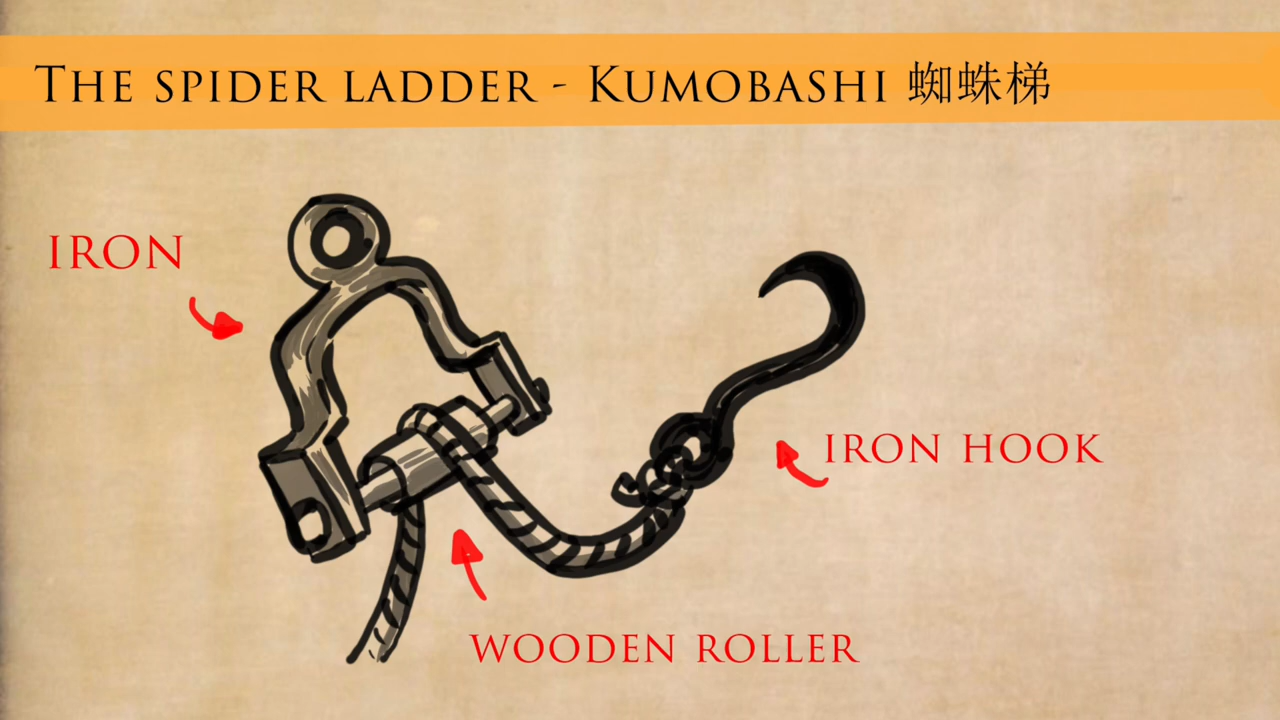 The spider ladder - Kumobashi 蜘蛛梯
IRON
IRON HOOK
WOODEN ROLLER